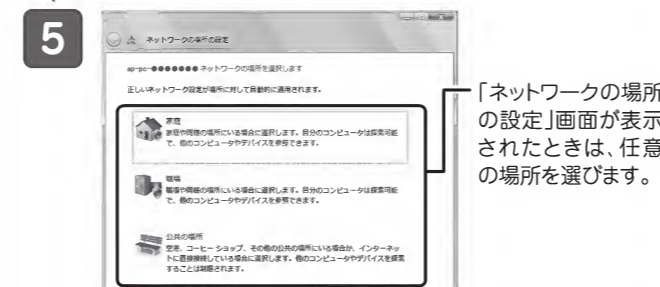 5
ネットワークの場所の設定
ap-pc-●●●●●●● ネットワークの場所を選択します
正しいネットワーク設定が場所に対して自動的に適用されます。
家庭
家庭や同様の場所にいる場合に選択します。自分のコンピュータは探索可能
で、他のコンピュータやデバイスを参照できます。
職場
職場や同様の場所にいる場合に選択します。自分のコンピュータは探索可能
で、他のコンピュータやデバイスを参照できます。
公共の場所
空港、コーヒー ショップ、その他の公共の場所にいる場合か、インターネッ
トに直接接続している場合に選択します。他のコンピュータやデバイスを探索
することは制限されます。
「ネットワークの場所
の設定」画面が表示
されたときは、任意
の場所を選びます。